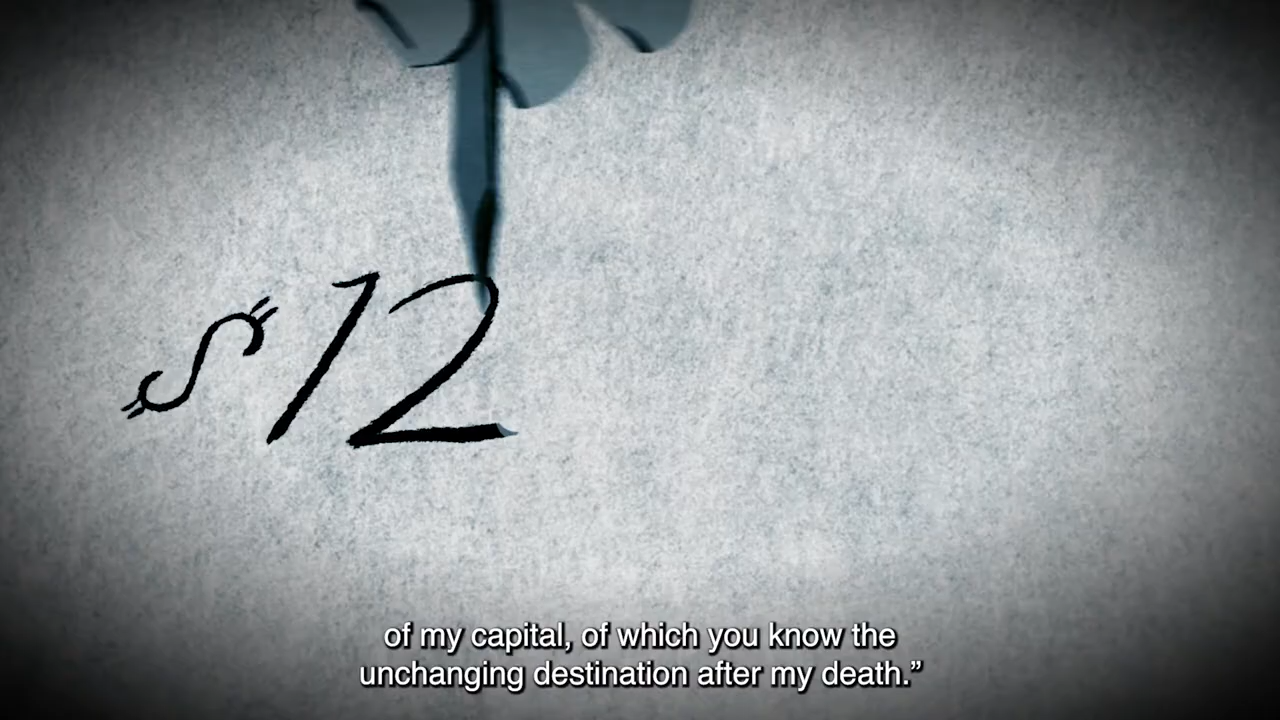 $12
of my capital, of which you know the
unchanging destination after my death.”